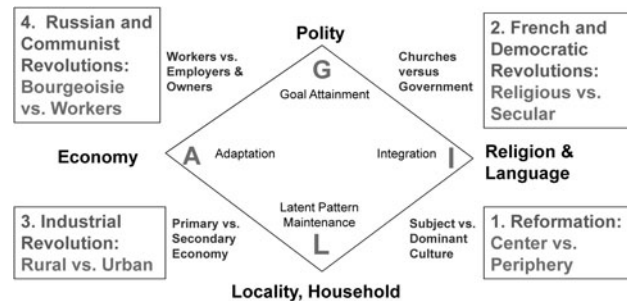 4. Russian and
Communist
Revolutions:
Bourgeoisie
vs. Workers
Workers vs.
Employers &
Owners
Polity
G
Goal Attainment
Churches
versus
Government
2. French and
Democratic
Revolutions:
Religious vs.
Secular
Economy
A
Adaptation
Integration
I
Religion &
Language
3. Industrial
Revolution:
Rural vs. Urban
Primary vs.
Secondary
Economy
Latent Pattern
Maintenance
L
Subject vs.
Dominant
Culture
1. Reformation:
Center vs.
Periphery
Locality, Household